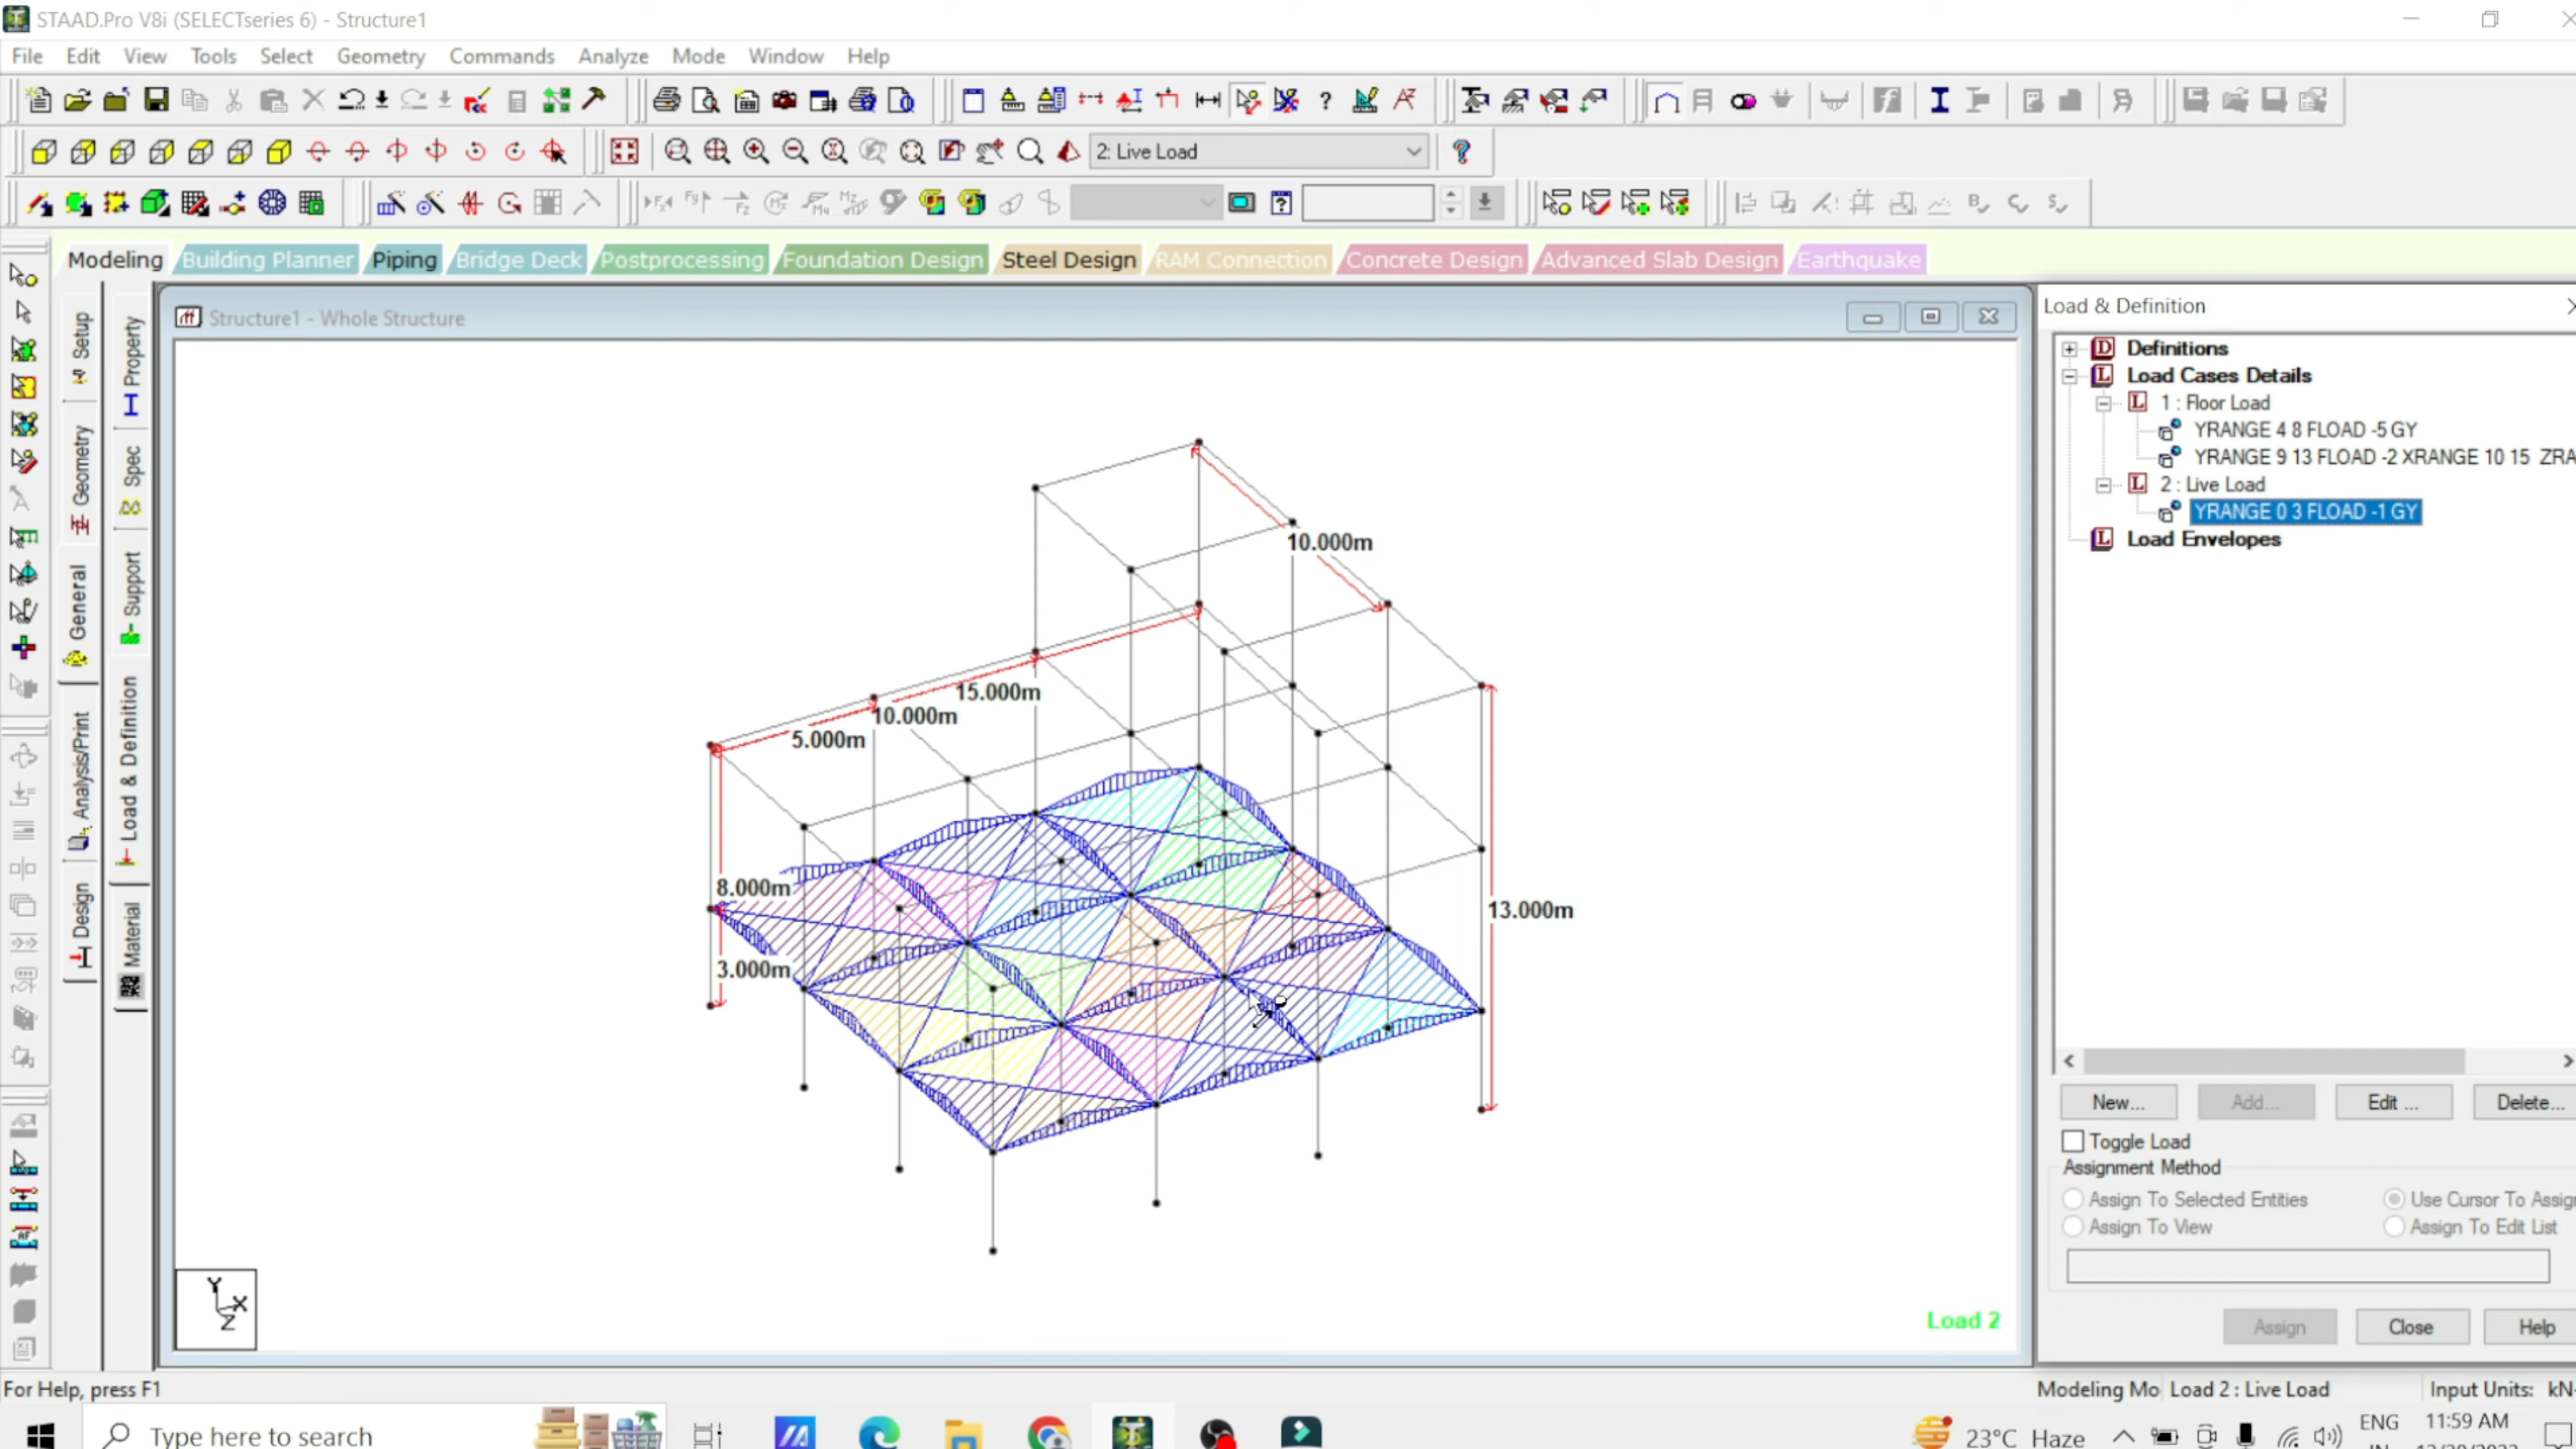 STAAD.Pro V8i (SELECTseries 6) - Structure1
File Edit View Tools Select Geometry Commands Analyze Mode Window Help
2: Live Load
Modeling Building Planner Piping Bridge Deck Postprocessing Foundation Design Steel Design RAM Connection Concrete Design Advanced Slab Design Earthquake
Setup
Geometry
General
Analysis/Print
Design
Property
Spec
Support
Load & Definition
Material
Structure1 - Whole Structure
10.000m
15.000m
10.000m
5.000m
8.000m
13.000m
3.000m
Y
X
Z
Load 2
Load & Definition
Definitions
Load Cases Details
1 : Floor Load
YRANGE 4 8 FLOAD -5 GY
YRANGE 9 13 FLOAD -2 XRANGE 10 15 ZRA
2 : Live Load
YRANGE 0 3 FLOAD -1 GY
Load Envelopes
New... Add... Edit ... Delete...
Toggle Load
Assignment Method
Assign To Selected Entities Use Cursor To Assign
Assign To View Assign To Edit List
Assign Close Help
For Help, press F1
Modeling Mo Load 2 : Live Load Input Units: kN-
Type here to search
23°C Haze
ENG
11:59 AM